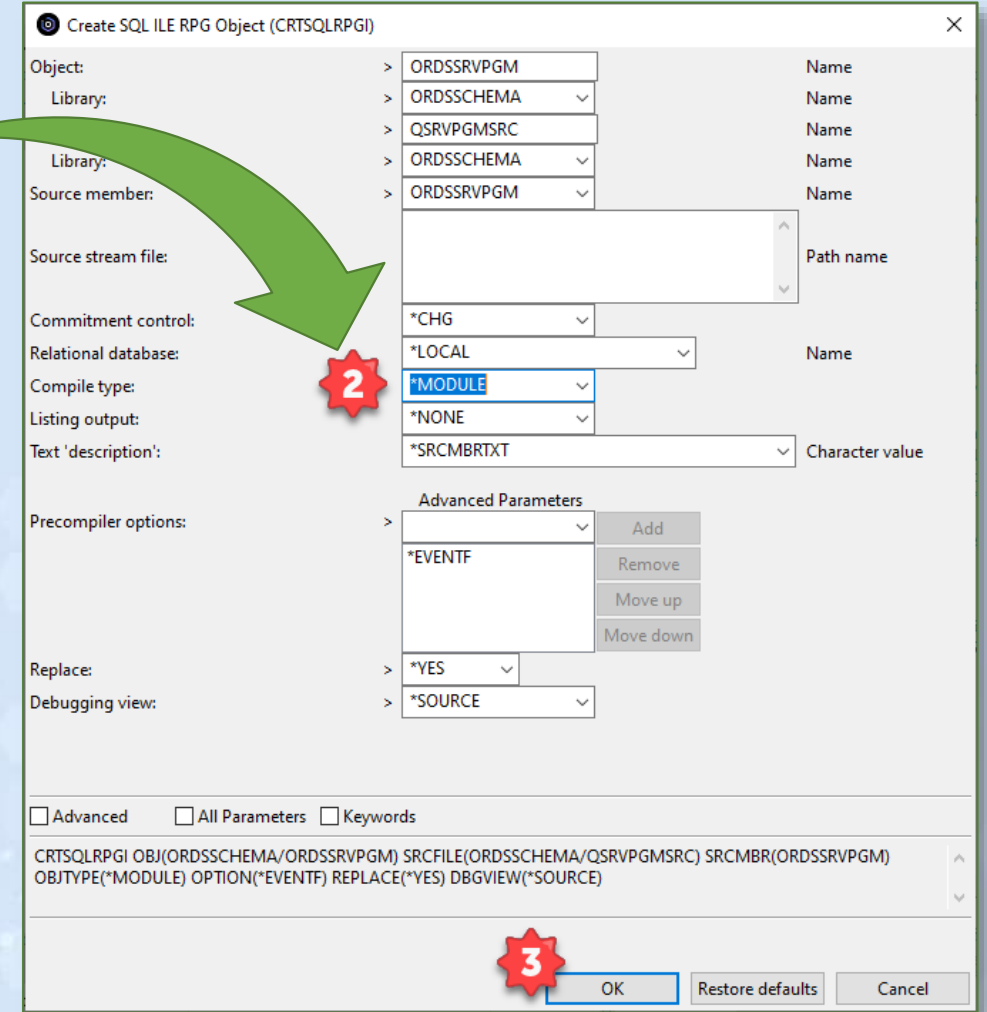 Create SQL ILE RPG Object (CRTSQLRPGI)
Object: > ORDSSRVPGM Name
Library: > ORDSSCHEMA Name
> QSRVPGMSRC Name
Library: > ORDSSCHEMA Name
Source member: > ORDSSRVPGM Name
Source stream file: Path name
Commitment control: *CHG
Relational database: *LOCAL Name
2
Compile type: *MODULE
Listing output: *NONE
Text 'description': *SRCMBRTXT Character value
Advanced Parameters
Precompiler options: > Add
*EVENTF Remove
Move up
Move down
Replace: > *YES
Debugging view: > *SOURCE
Advanced All Parameters Keywords
CRTSQLRPGI OBJ(ORDSSCHEMA/ORDSSRVPGM) SRCFILE(ORDSSCHEMA/QSRVPGMSRC) SRCMBR(ORDSSRVPGM)
OBJTYPE(*MODULE) OPTION(*EVENTF) REPLACE(*YES) DBGVIEW(*SOURCE)
3
OK Restore defaults Cancel